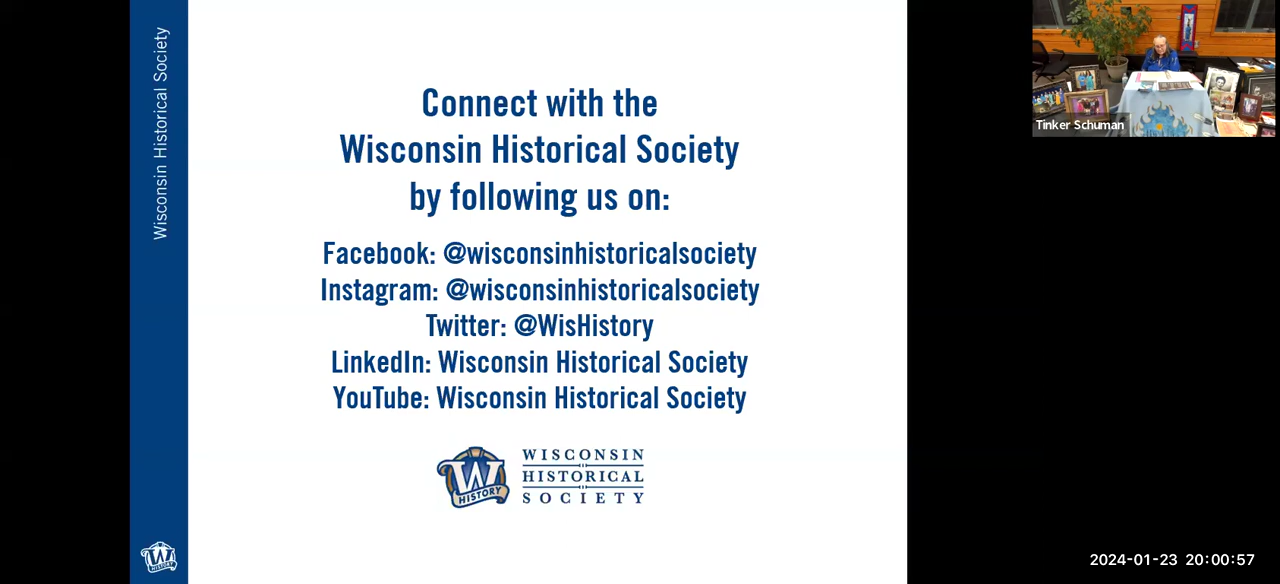 Wisconsin Historical Society
Connect with the
Wisconsin Historical Society
by following us on:
Facebook: @wisconsinhistoricalsociety
Instagram: @wisconsinhistoricalsociety
Twitter: @WisHistory
LinkedIn: Wisconsin Historical Society
YouTube: Wisconsin Historical Society
W
HISTORY
WISCONSIN
HISTORICAL
SOCIETY
W
HISTORY
Tinker Schuman
2024-01-23 20:00:57